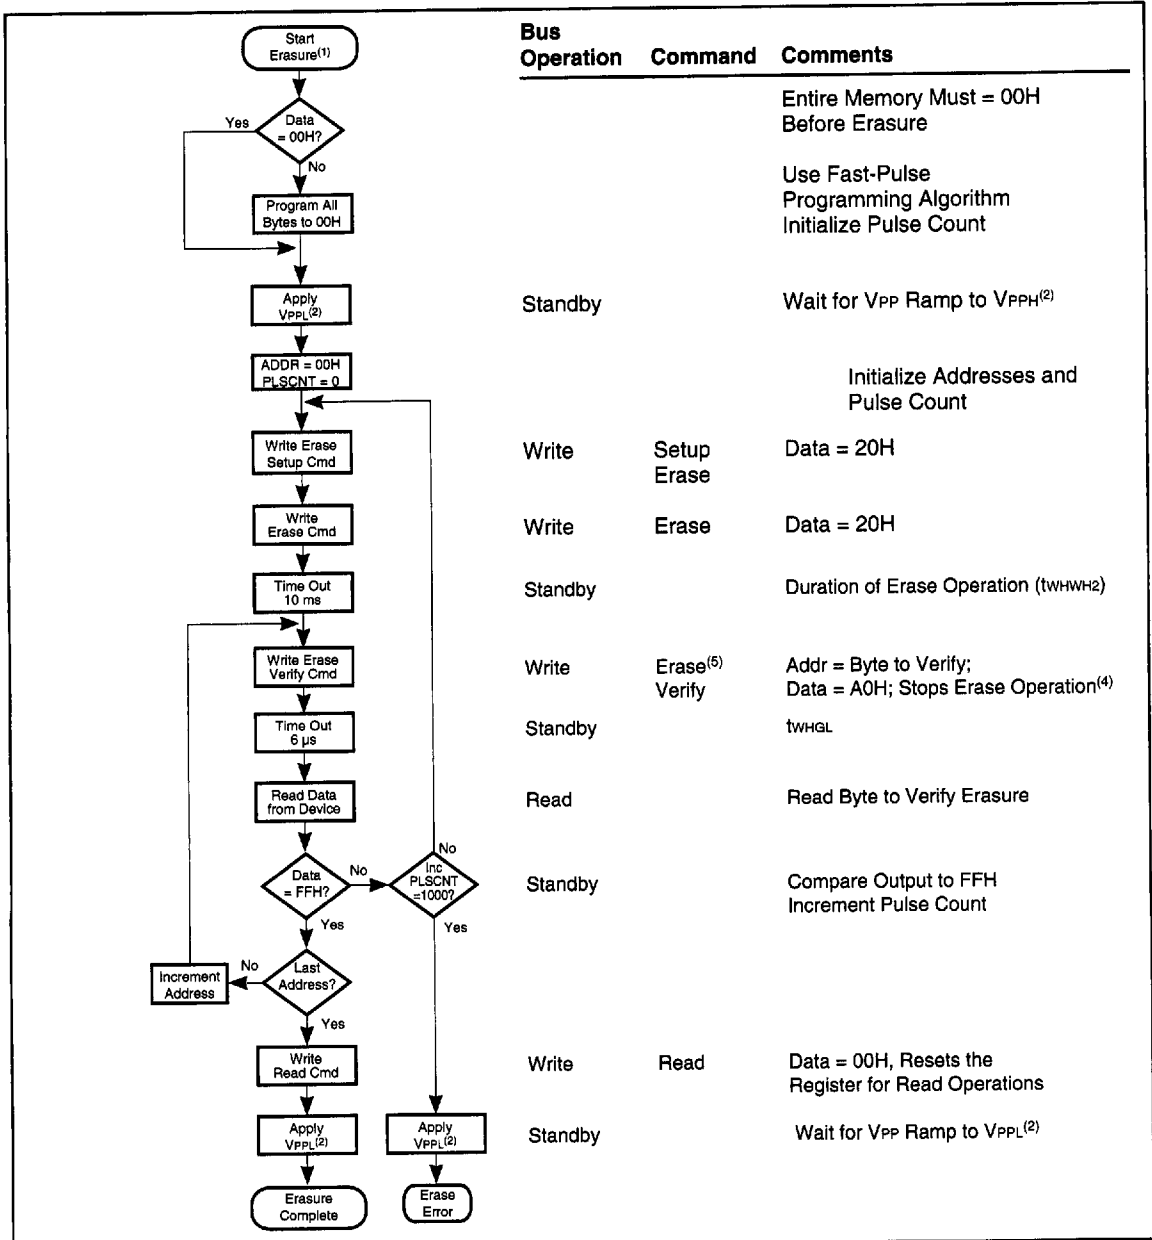 Start
Erasure(1)
Data
= 00H?
Yes
No
Program All
Bytes to 00H
Apply
VPPL(2)
ADDR = 00H
PLSCNT = 0
Write Erase
Setup Cmd
Write
Erase Cmd
Time Out
10 ms
Write Erase
Verify Cmd
Time Out
6 µs
Read Data
from Device
Data
= FFH?
No
Yes
Inc
PLSCNT
=1000?
No
Yes
Last
Address?
No
Yes
Increment
Address
Write
Read Cmd
Apply
VPPL(2)
Apply
VPPL(2)
Erasure
Complete
Erase
Error
Bus
Operation Command Comments
Entire Memory Must = 00H
Before Erasure
Use Fast-Pulse
Programming Algorithm
Initialize Pulse Count
Standby Wait for VPP Ramp to VPPH(2)
Initialize Addresses and
Pulse Count
Write Setup Data = 20H
Erase
Write Erase Data = 20H
Standby Duration of Erase Operation (tWHWH2)
Write Erase(5) Addr = Byte to Verify;
Verify Data = A0H; Stops Erase Operation(4)
Standby tWHGL
Read Read Byte to Verify Erasure
Standby Compare Output to FFH
Increment Pulse Count
Write Read Data = 00H, Resets the
Register for Read Operations
Standby Wait for VPP Ramp to VPPL(2)